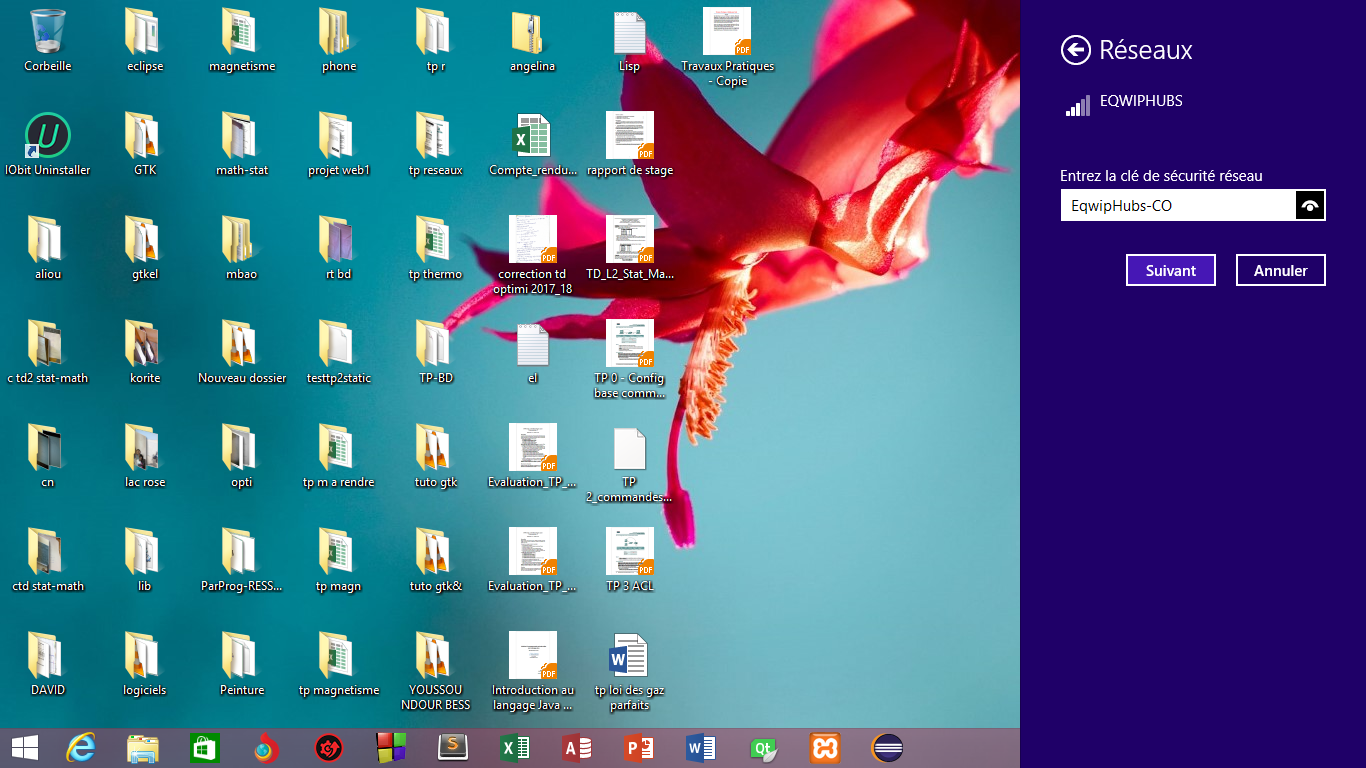 Corbeille
eclipse
magnetisme
phone
tp r
angelina
Lisp
Travaux Pratiques
- Copie
IObit Uninstaller
GTK
math-stat
projet web1
tp reseaux
Compte_rendu...
rapport de stage
aliou
gtkel
mbao
rt bd
tp thermo
correction td
optimi 2017_18
TD_L2_Stat_Ma...
c td2 stat-math
korite
Nouveau dossier
testtp2static
TP-BD
el
TP 0 - Config
base comm...
cn
lac rose
opti
tp m a rendre
tuto gtk
Evaluation_TP_...
TP
2_commandes...
ctd stat-math
lib
ParProg-RESS...
tp magn
tuto gtk&
Evaluation_TP_...
TP 3 ACL
DAVID
logiciels
Peinture
tp magnetisme
YOUSSOU
NDOUR BESS
Introduction au
langage Java ...
tp loi des gaz
parfaits
Réseaux
EQWIPHUBS
Entrez la clé de sécurité réseau
EqwipHubs-CO
Suivant
Annuler